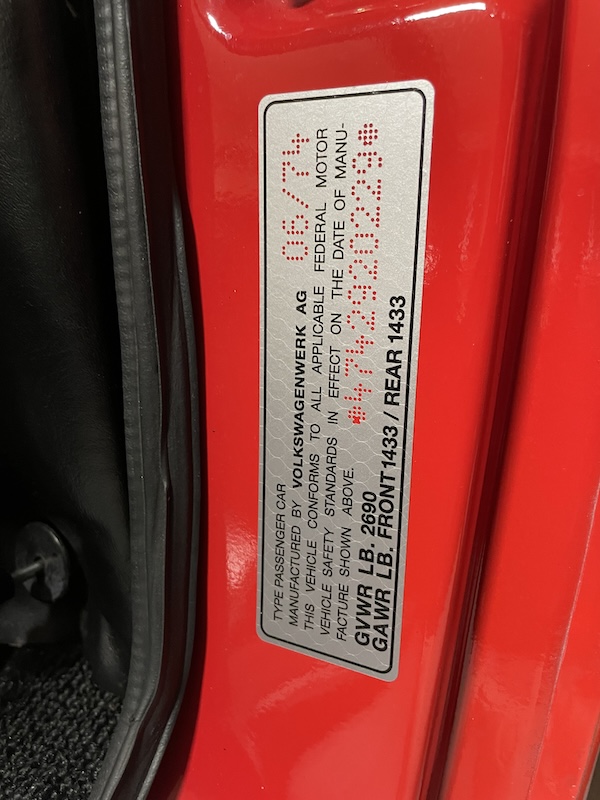 TYPE PASSENGER CAR
MANUFACTURED BY VOLKSWAGENWERK AG 06/74
THIS VEHICLE CONFORMS TO ALL APPLICABLE FEDERAL MOTOR
VEHICLE SAFETY STANDARDS IN EFFECT ON THE DATE OF MANU-
FACTURE SHOWN ABOVE. *4742920229*
GVWR LB. 2690
GAWR LB. FRONT 1433 / REAR 1433